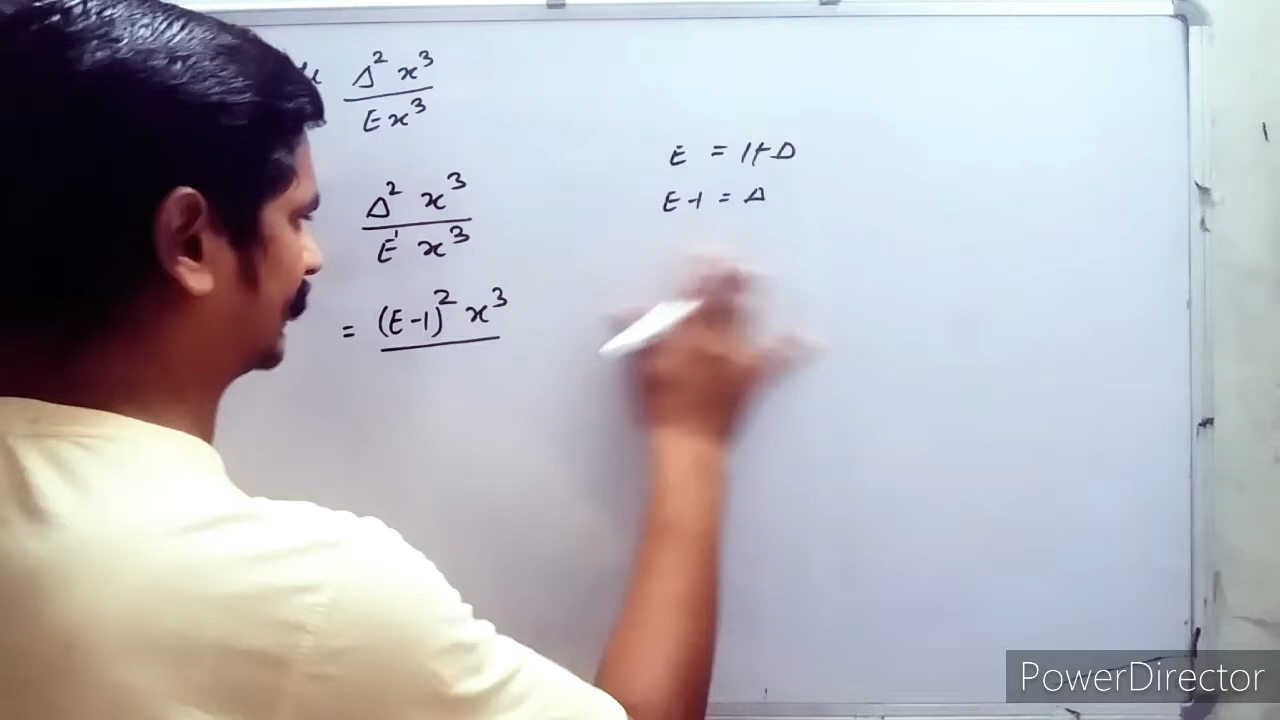 Δ² x³
E x³
E = 1+Δ
Δ² x³
E-1 = Δ
E¹ x³
= (E-1)² x³
PowerDirector